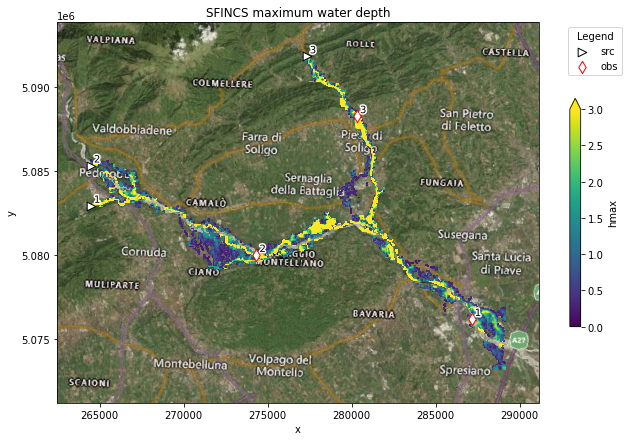 SFINCS maximum water depth
1e6
Legend
src
obs
VALPIANA
ROLLE
CASTELLA
3
COLMELLERE
5.090
3.0
3
San Pietro
di Feletto
Valdobbiadene
Farra di
Soligo
Pieve di
Soligo
2.5
2
5.085
Pederobba
Sernaglia
della Battaglia
FUNGAIA
2.0
1
CAMALÒ
Susegana
1.5
hmax
y
2
Cornuda
5.080
MONTELLIANO
Santa Lucia
di Piave
CIANO
1.0
MULIPARTE
BAVARIA
1
0.5
A27
0.0
5.075
Montebelluna
Volpago del
Montello
Spresiano
SCAIONI
265000
270000
275000
280000
285000
290000
x